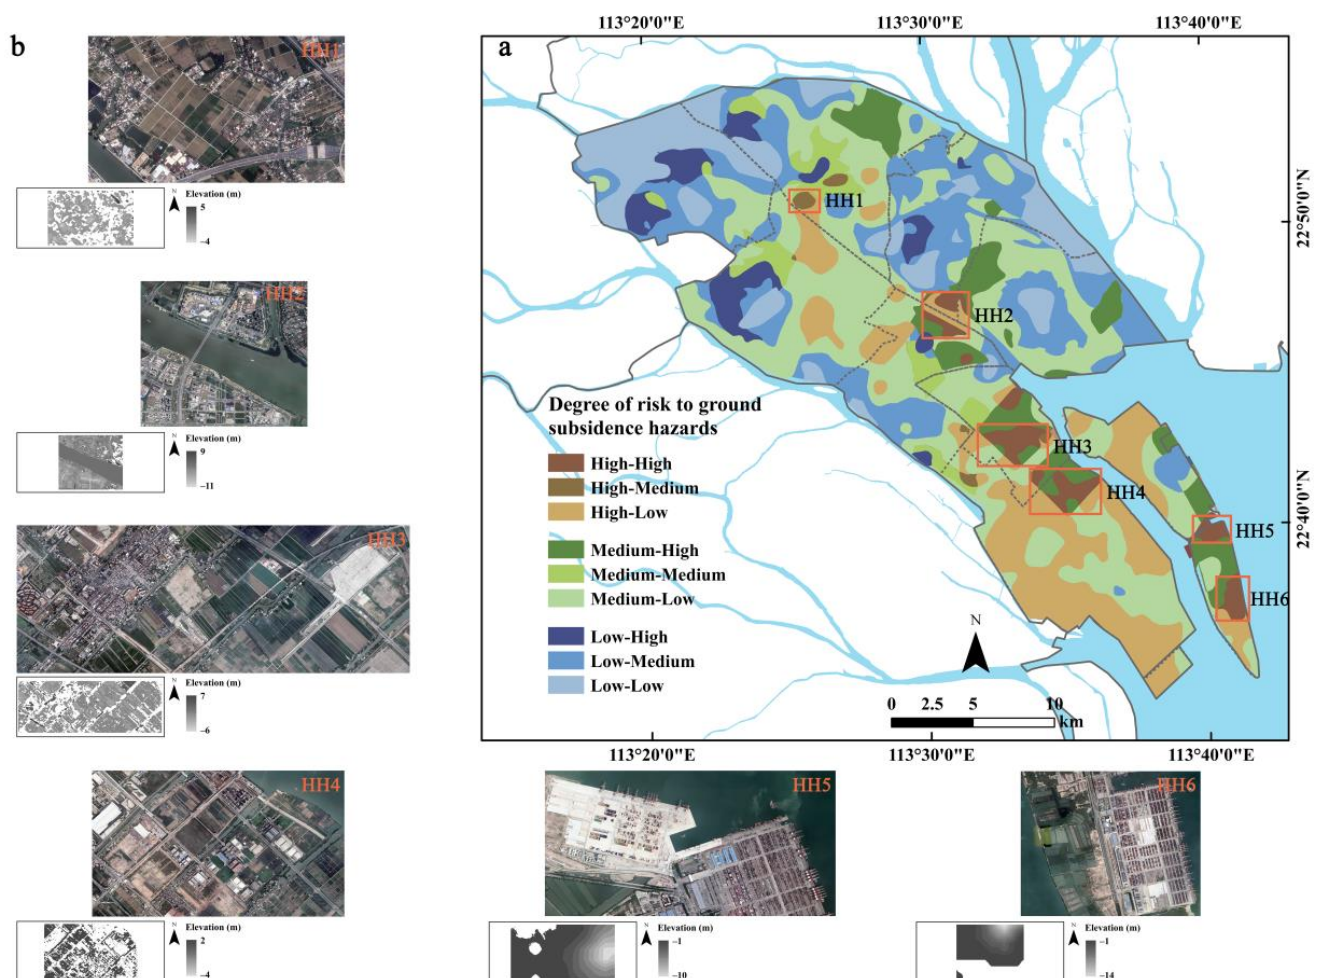 b
HH1
N
Elevation (m)
5
−4
HH2
N
Elevation (m)
9
−11
HH3
N
Elevation (m)
7
−6
HH4
N
Elevation (m)
2
−4
a
113°20'0"E
113°30'0"E
113°40'0"E
22°50'0"N
22°40'0"N
HH1
HH2
HH3
HH4
HH5
HH6
Degree of risk to ground
subsidence hazards
High-High
High-Medium
High-Low
Medium-High
Medium-Medium
Medium-Low
Low-High
Low-Medium
Low-Low
N
0 2.5 5 10
km
113°20'0"E
113°30'0"E
113°40'0"E
HH5
N
Elevation (m)
−1
−10
HH6
N
Elevation (m)
−1
−14